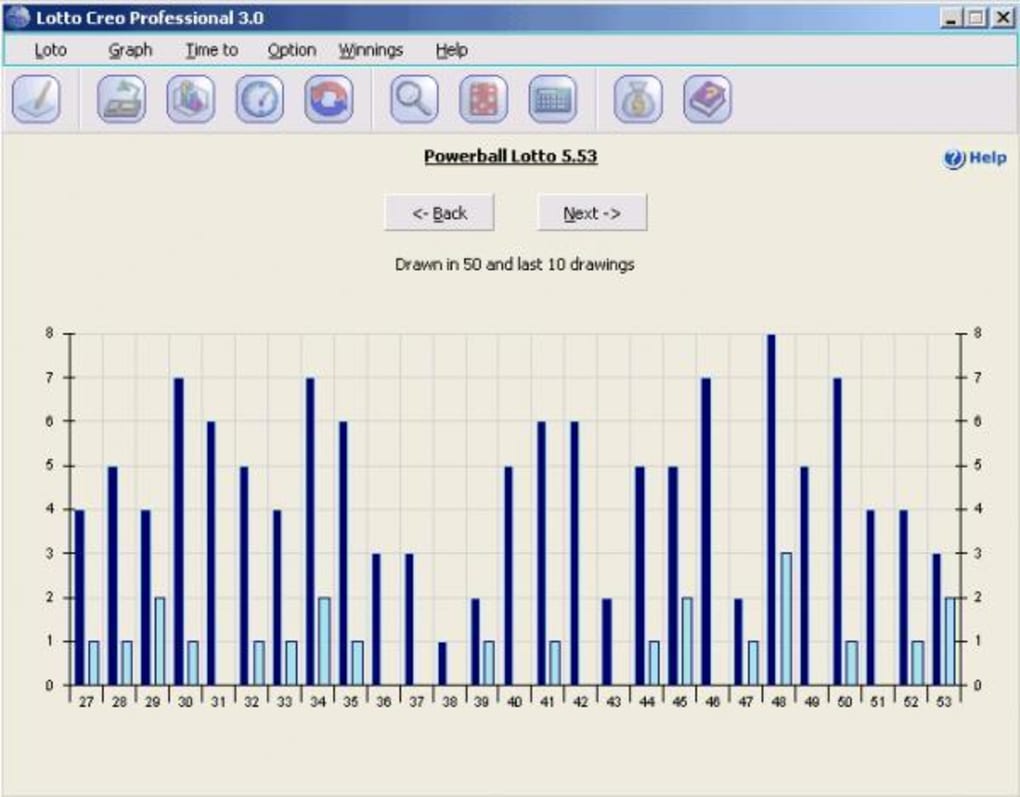 Lotto Creo Professional 3.0
Loto Graph Time to Option Winnings Help
Powerball Lotto 5.53
Help
<- Back Next ->
Drawn in 50 and last 10 drawings
8 8
7 7
6 6
5 5
4 4
3 3
2 2
1 1
0 0
27 28 29 30 31 32 33 34 35 36 37 38 39 40 41 42 43 44 45 46 47 48 49 50 51 52 53